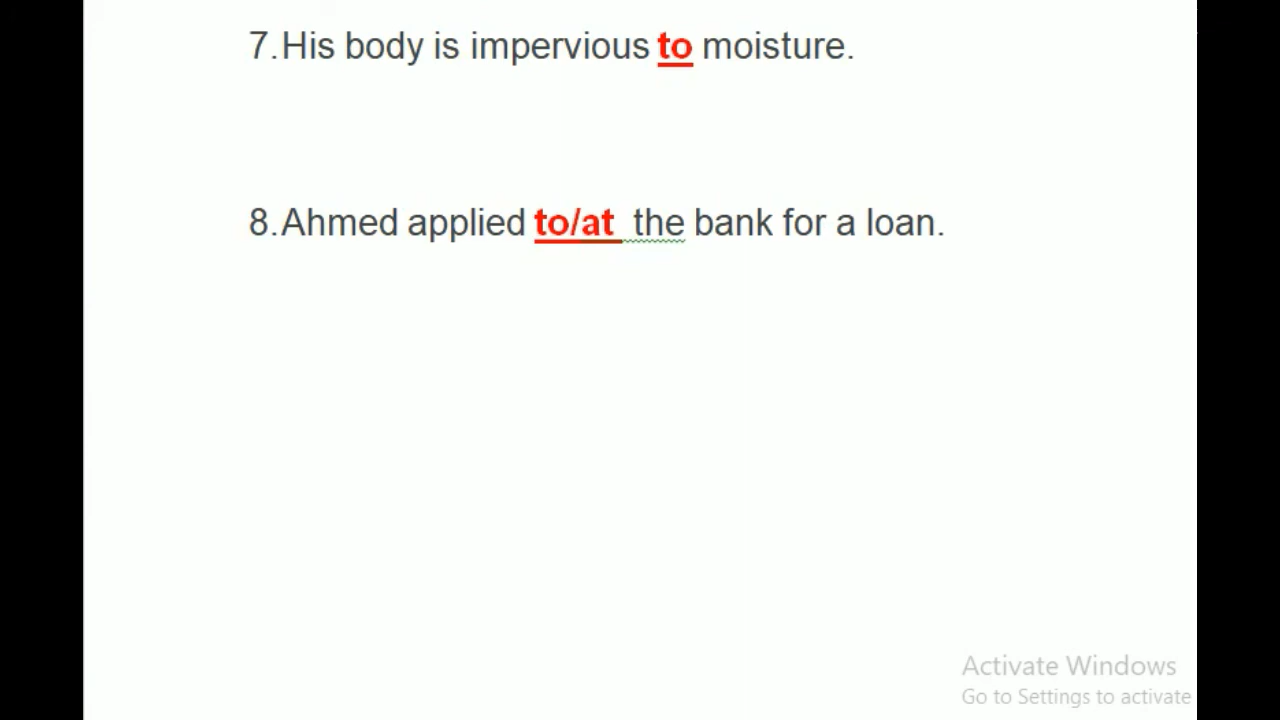 7.His body is impervious to moisture.
8.Ahmed applied to/at the bank for a loan.
Activate Windows
Go to Settings to activate